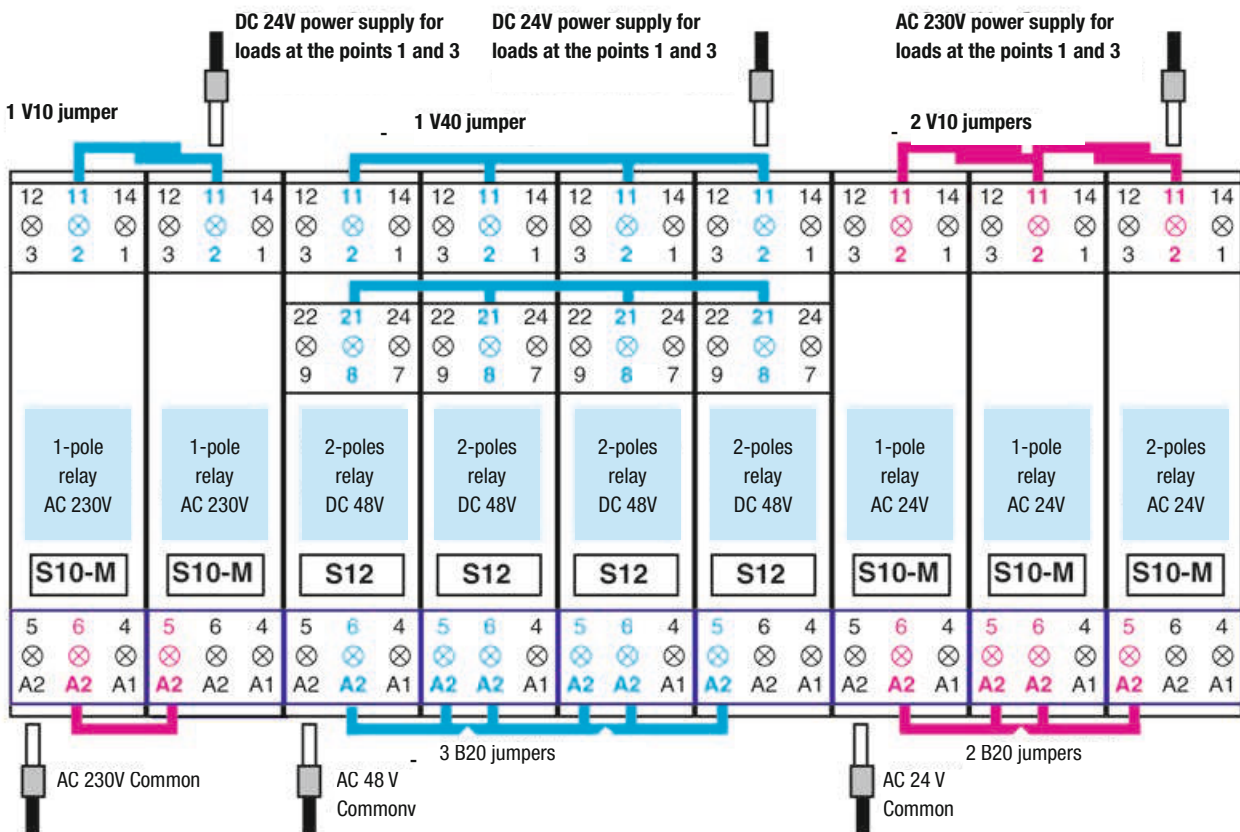 DC 24V power supply for
loads at the points 1 and 3
DC 24V power supply for
loads at the points 1 and 3
AC 230V power supply for
loads at the points 1 and 3
1 V10 jumper
- 1 V40 jumper
- 2 V10 jumpers
12 11 14 12 11 14 12 11 14 12 11 14 12 11 14 12 11 14 12 11 14 12 11 14 12 11 14
3 2 1 3 2 1 3 2 1 3 2 1 3 2 1 3 2 1 3 2 1 3 2 1 3 2 1
22 21 24 22 21 24 22 21 24 22 21 24
9 8 7 9 8 7 9 8 7 9 8 7
1-pole
relay
AC 230V
1-pole
relay
AC 230V
2-poles
relay
DC 48V
2-poles
relay
DC 48V
2-poles
relay
DC 48V
2-poles
relay
DC 48V
1-pole
relay
AC 24V
1-pole
relay
AC 24V
2-poles
relay
AC 24V
S10-M S10-M S12 S12 S12 S12 S10-M S10-M S10-M
5 6 4 5 6 4 5 6 4 5 6 4 5 6 4 5 6 4 5 6 4 5 6 4 5 6 4
A2 A2 A1 A2 A2 A1 A2 A2 A1 A2 A2 A1 A2 A2 A1 A2 A2 A1 A2 A2 A1 A2 A2 A1 A2 A2 A1
- 3 B20 jumpers
2 B20 jumpers
AC 230V Common
AC 48 V
Commonv
AC 24 V
Common